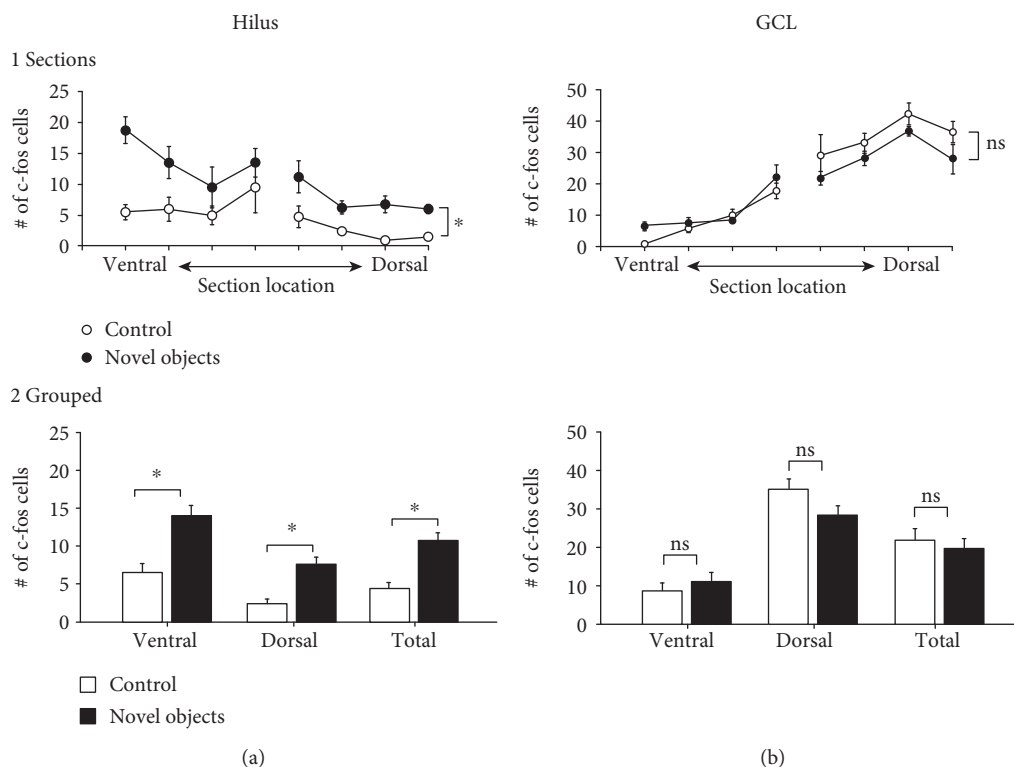 Hilus
GCL
1 Sections
# of c-fos cells
25
20
15
10
5
0
*
Ventral
Dorsal
Section location
# of c-fos cells
50
40
30
20
10
0
ns
Ventral
Dorsal
Section location
Control
Novel objects
2 Grouped
# of c-fos cells
25
20
15
10
5
0
*
*
*
Ventral
Dorsal
Total
# of c-fos cells
50
40
30
20
10
0
ns
ns
ns
Ventral
Dorsal
Total
Control
Novel objects
(a)
(b)